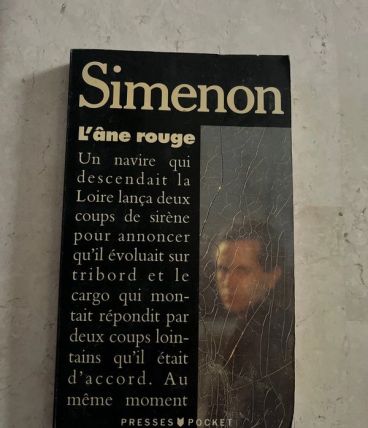 Simenon
L'âne rouge
Un navire qui
descendait la
Loire lança deux
coups de sirène
pour annoncer
qu'il évoluait sur
tribord et le
cargo qui mon-
tait répondit par
deux coups loin-
tains qu'il était
d'accord. Au
même moment
PRESSES POCKET